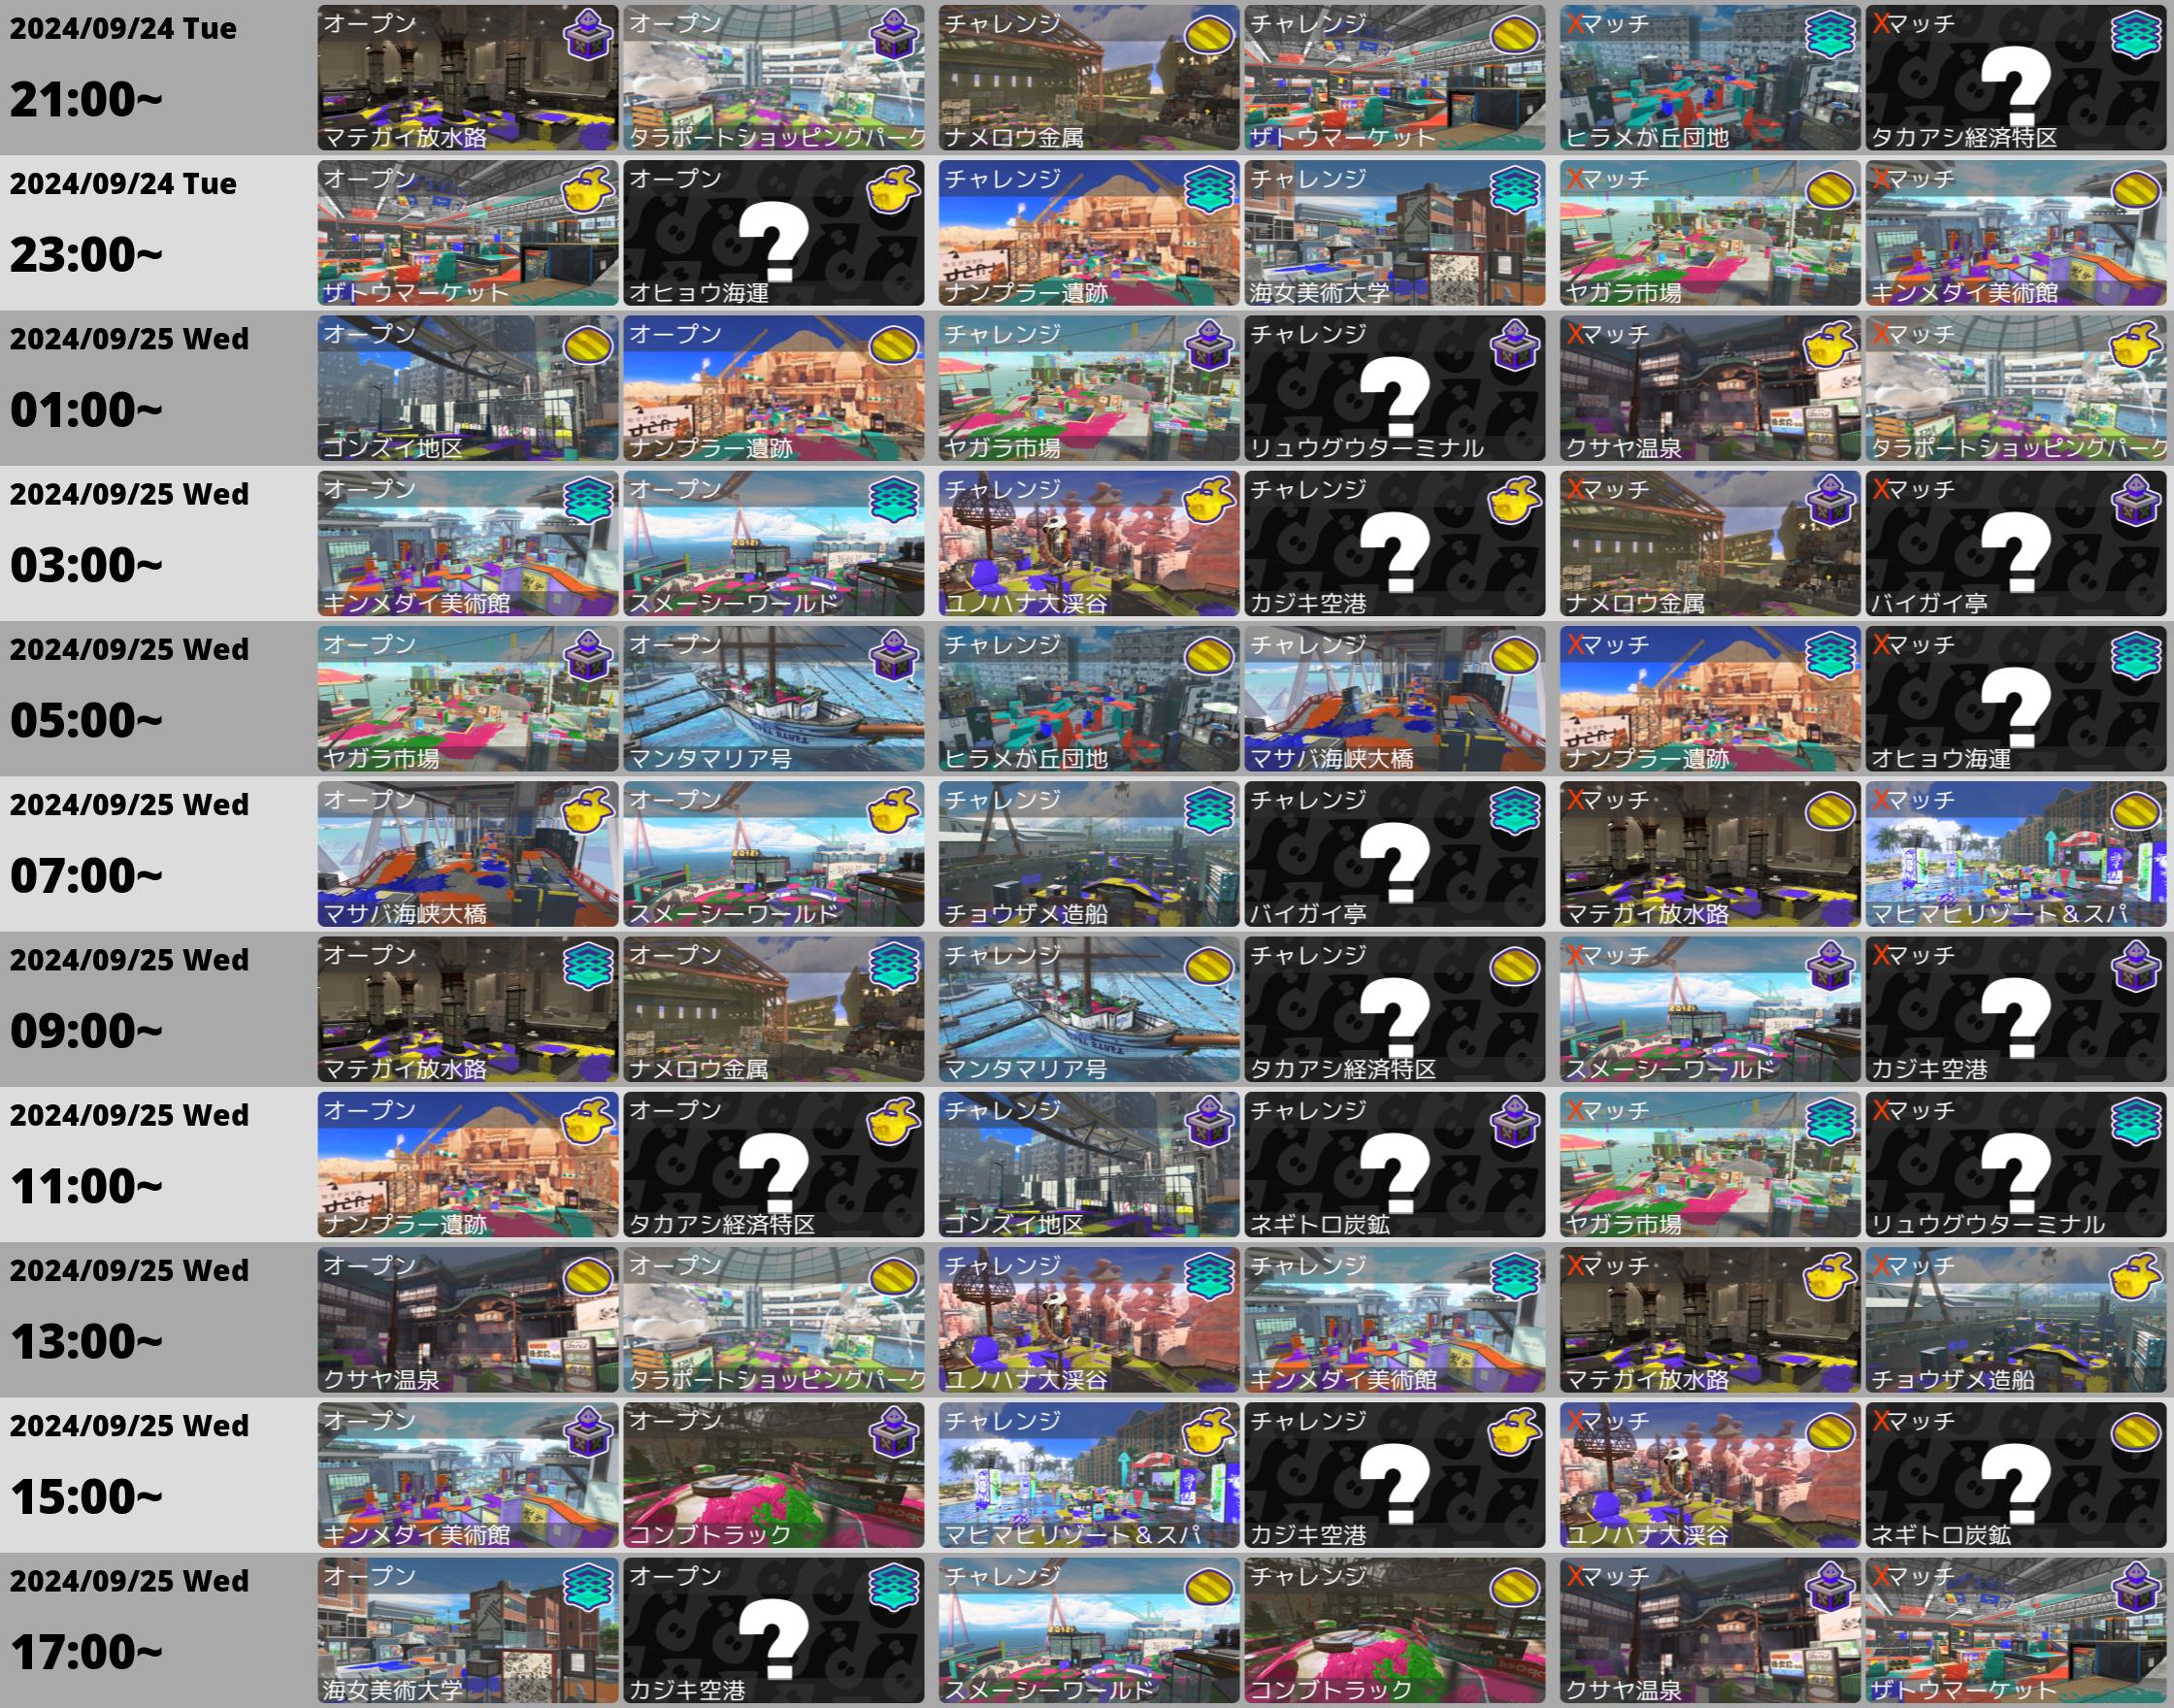 2024/09/24 Tue
21:00~
オープン
マテガイ放水路
オープン
タラポートショッピングパーク
チャレンジ
ナメロウ金属
チャレンジ
ザトウマーケット
Xマッチ
ヒラメが丘団地
Xマッチ
タカアシ経済特区
2024/09/24 Tue
23:00~
オープン
ザトウマーケット
オープン
オヒョウ海運
チャレンジ
ナンプラー遺跡
チャレンジ
海女美術大学
Xマッチ
ヤガラ市場
Xマッチ
キンメダイ美術館
2024/09/25 Wed
01:00~
オープン
ゴンズイ地区
オープン
ナンプラー遺跡
チャレンジ
ヤガラ市場
チャレンジ
リュウグウターミナル
Xマッチ
クサヤ温泉
Xマッチ
タラポートショッピングパーク
2024/09/25 Wed
03:00~
オープン
キンメダイ美術館
オープン
スメーシーワールド
チャレンジ
ユノハナ大渓谷
チャレンジ
カジキ空港
Xマッチ
ナメロウ金属
Xマッチ
バイガイ亭
2024/09/25 Wed
05:00~
オープン
ヤガラ市場
オープン
マンタマリア号
チャレンジ
ヒラメが丘団地
チャレンジ
マサバ海峡大橋
Xマッチ
ナンプラー遺跡
Xマッチ
オヒョウ海運
2024/09/25 Wed
07:00~
オープン
マサバ海峡大橋
オープン
スメーシーワールド
チャレンジ
チョウザメ造船
チャレンジ
バイガイ亭
Xマッチ
マテガイ放水路
Xマッチ
マヒマヒリゾート＆スパ
2024/09/25 Wed
09:00~
オープン
マテガイ放水路
オープン
ナメロウ金属
チャレンジ
マンタマリア号
チャレンジ
タカアシ経済特区
Xマッチ
スメーシーワールド
Xマッチ
カジキ空港
2024/09/25 Wed
11:00~
オープン
ナンプラー遺跡
オープン
タカアシ経済特区
チャレンジ
ゴンズイ地区
チャレンジ
ネギトロ炭鉱
Xマッチ
ヤガラ市場
Xマッチ
リュウグウターミナル
2024/09/25 Wed
13:00~
オープン
クサヤ温泉
オープン
タラポートショッピングパーク
チャレンジ
ユノハナ大渓谷
チャレンジ
キンメダイ美術館
Xマッチ
マテガイ放水路
Xマッチ
チョウザメ造船
2024/09/25 Wed
15:00~
オープン
キンメダイ美術館
オープン
コンブトラック
チャレンジ
マヒマヒリゾート＆スパ
チャレンジ
カジキ空港
Xマッチ
ユノハナ大渓谷
Xマッチ
ネギトロ炭鉱
2024/09/25 Wed
17:00~
オープン
海女美術大学
オープン
カジキ空港
チャレンジ
スメーシーワールド
チャレンジ
コンブトラック
Xマッチ
クサヤ温泉
Xマッチ
ザトウマーケット